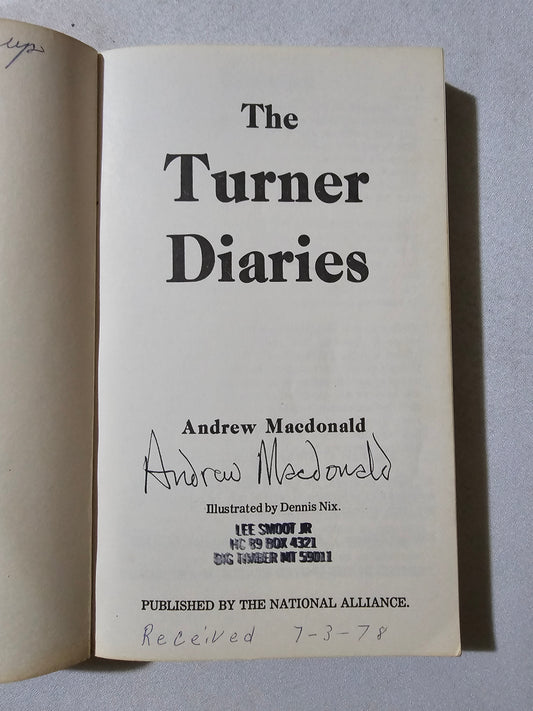 The
Turner
Diaries
Andrew Macdonald
Andrew Macdonald
Illustrated by Dennis Nix.
LEE SMOOT JR
HC 89 BOX 4321
BIG TIMBER MT 59011
PUBLISHED BY THE NATIONAL ALLIANCE.
Received 7-3-78